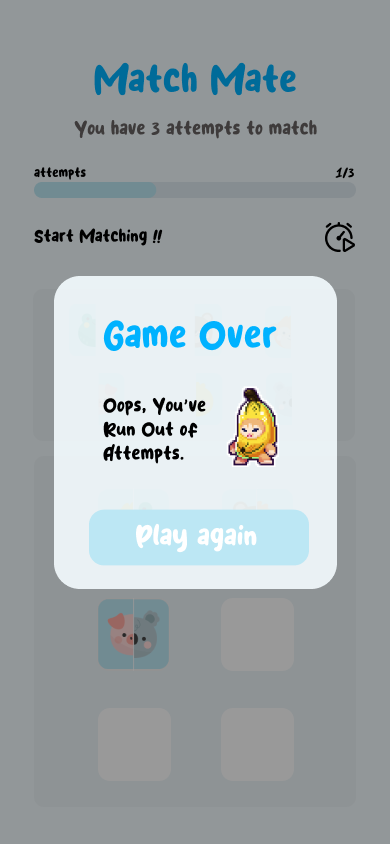 Match Mate
You have 3 attempts to match
attempts 1/3
Start Matching !!
Game Over
Oops, You've
Run Out of
Attempts.
Play again